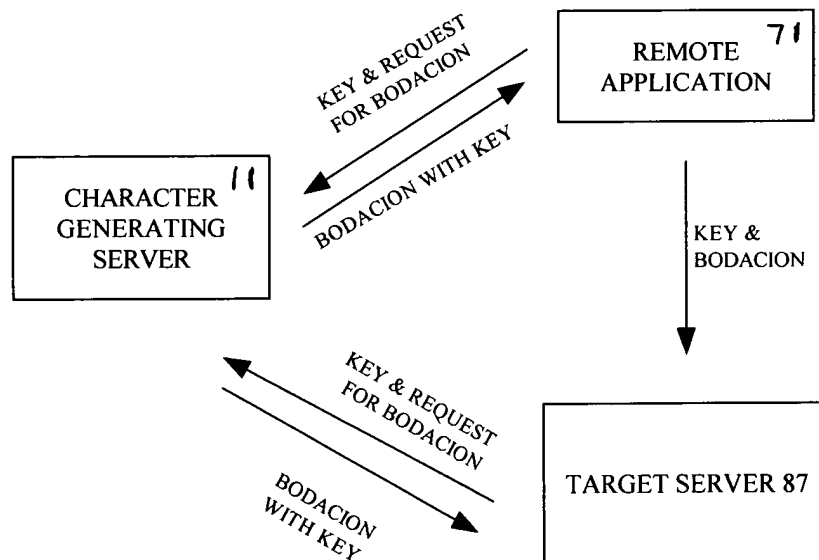 REMOTE 71
APPLICATION
KEY & REQUEST
FOR BODACION
BODACION WITH KEY
CHARACTER 11
GENERATING
SERVER
KEY &
BODACION
KEY & REQUEST
FOR BODACION
BODACION
WITH KEY
TARGET SERVER 87